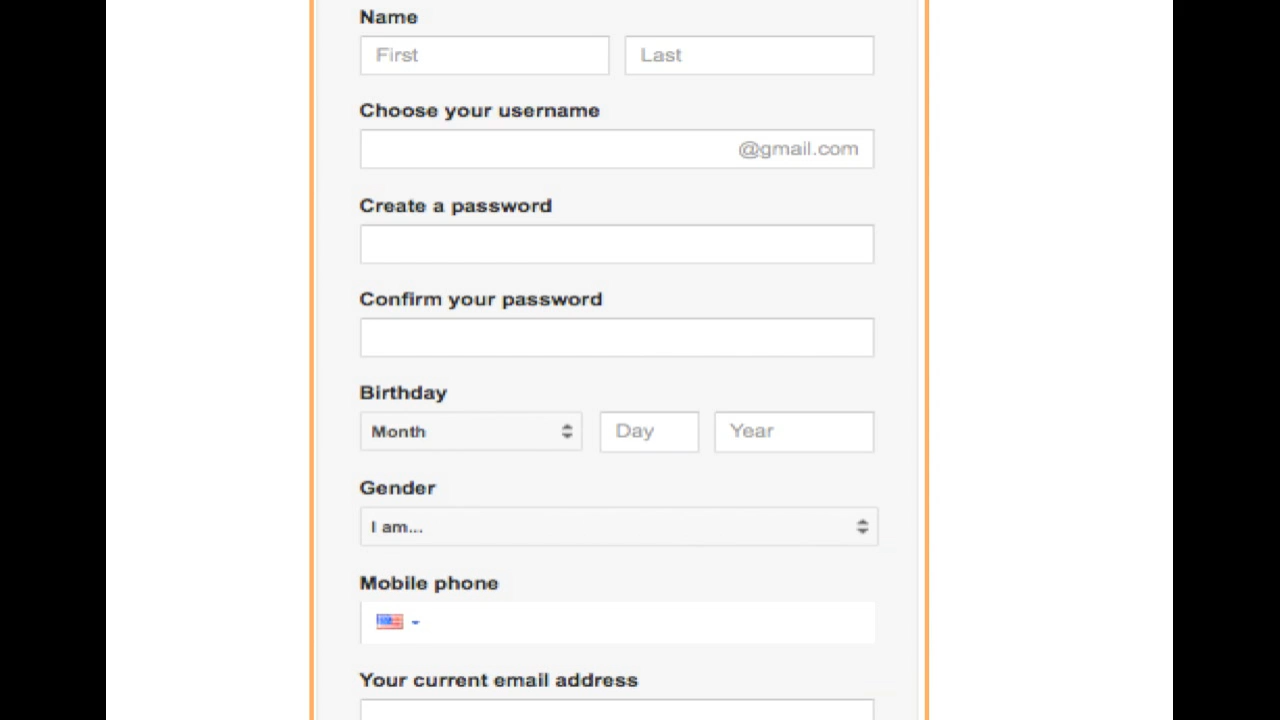 Name
First Last
Choose your username
@gmail.com
Create a password
Confirm your password
Birthday
Month Day Year
Gender
I am...
Mobile phone
Your current email address